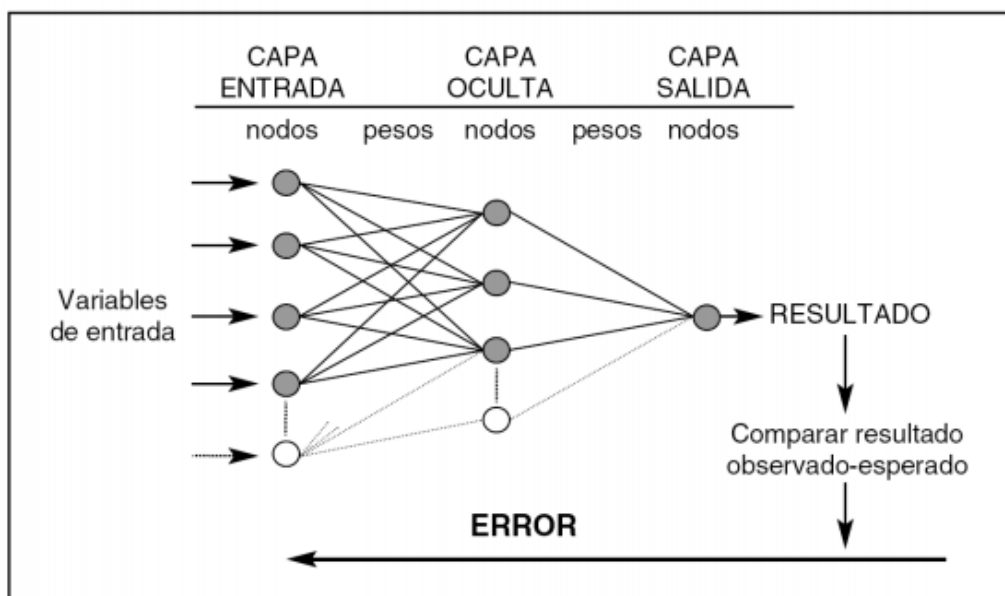 CAPA CAPA CAPA
ENTRADA OCULTA SALIDA
nodos pesos nodos pesos nodos
Variables
de entrada
RESULTADO
Comparar resultado
observado-esperado
ERROR